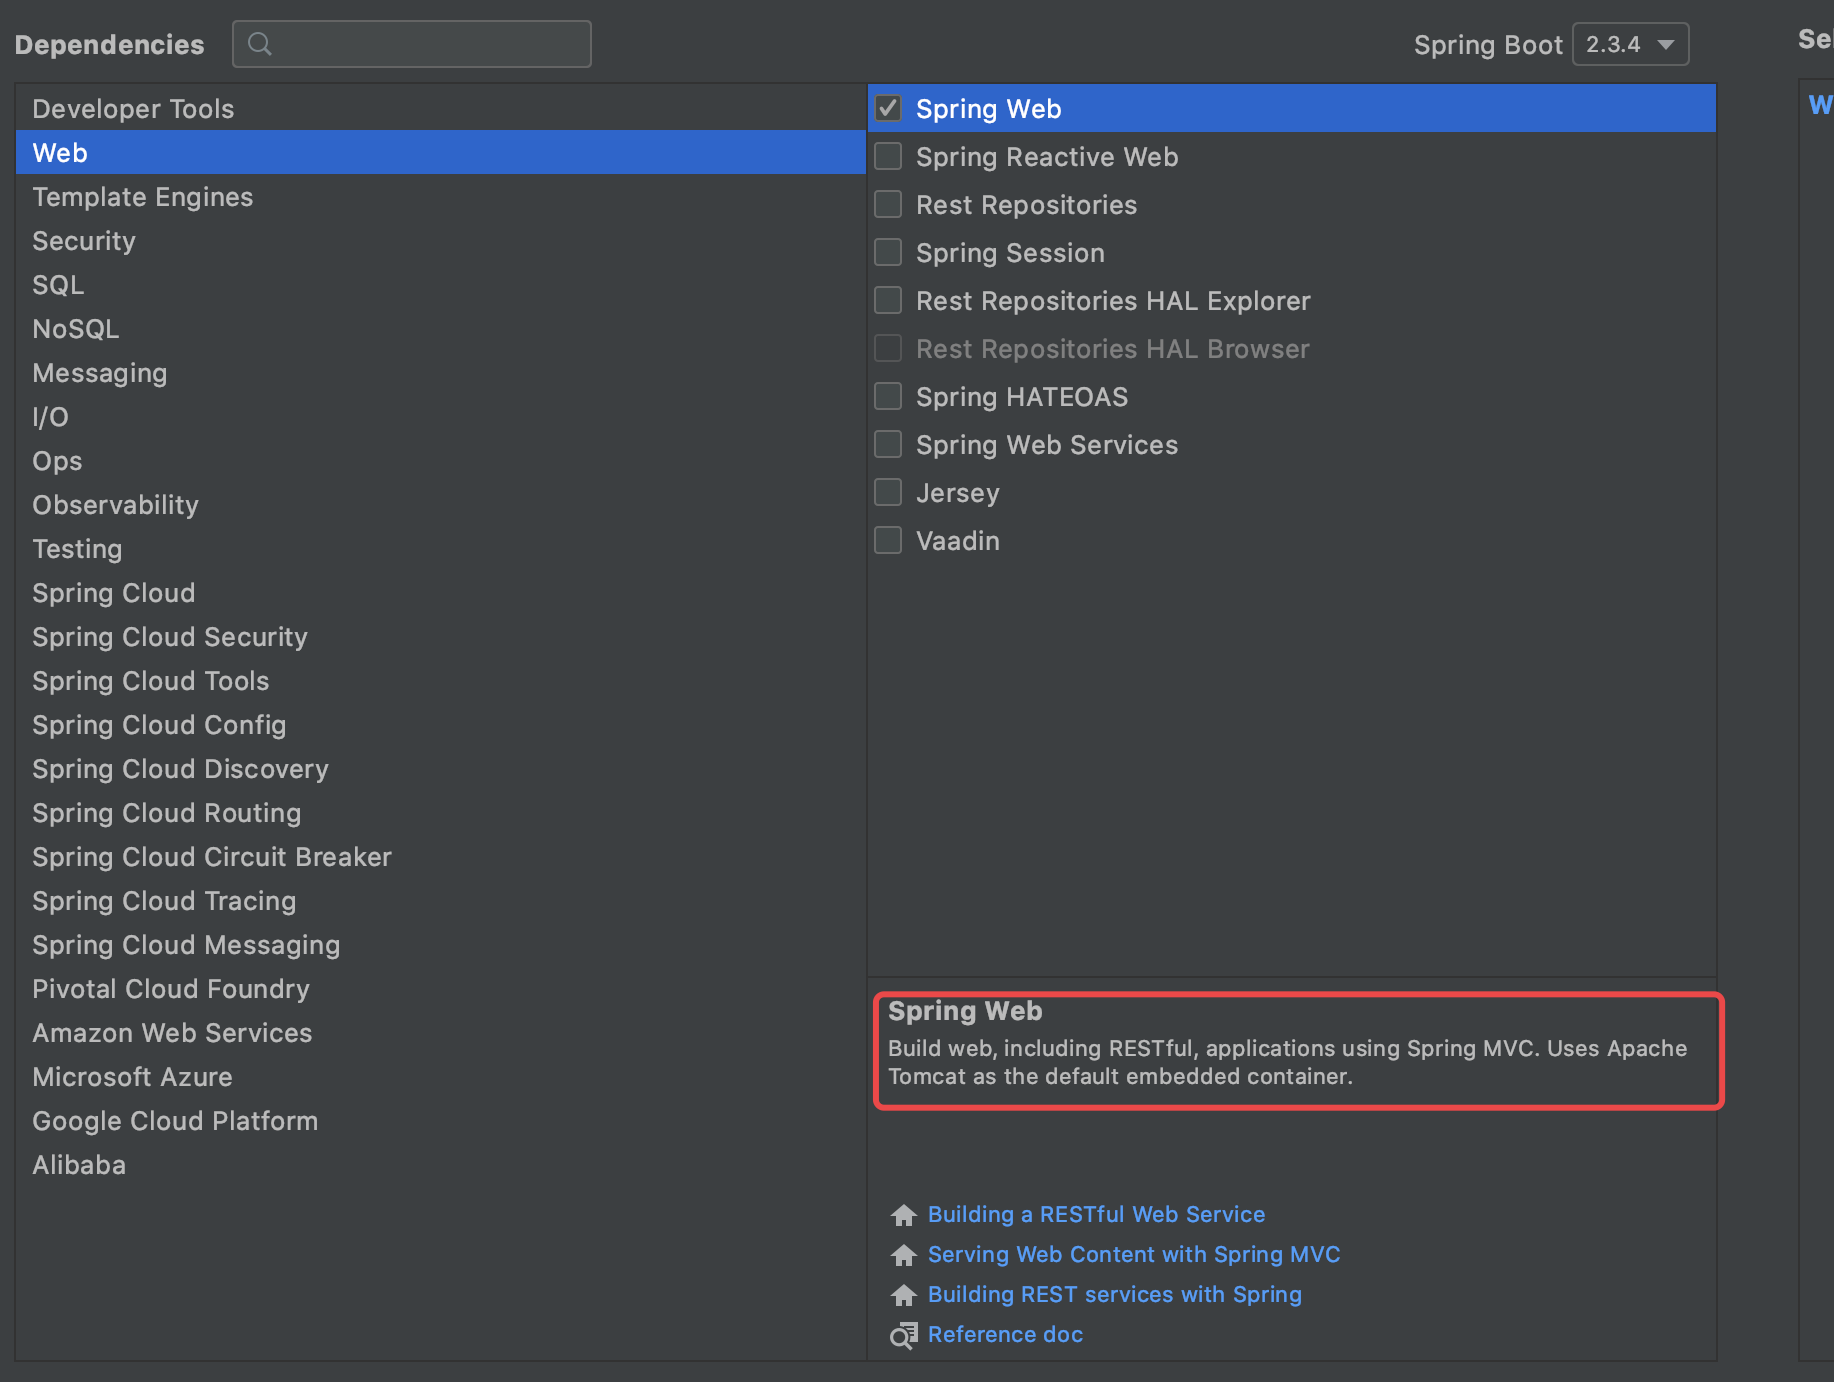 Dependencies
Spring Boot 2.3.4
Developer Tools
Web
Template Engines
Security
SQL
NoSQL
Messaging
I/O
Ops
Observability
Testing
Spring Cloud
Spring Cloud Security
Spring Cloud Tools
Spring Cloud Config
Spring Cloud Discovery
Spring Cloud Routing
Spring Cloud Circuit Breaker
Spring Cloud Tracing
Spring Cloud Messaging
Pivotal Cloud Foundry
Amazon Web Services
Microsoft Azure
Google Cloud Platform
Alibaba
Spring Web
Spring Reactive Web
Rest Repositories
Spring Session
Rest Repositories HAL Explorer
Rest Repositories HAL Browser
Spring HATEOAS
Spring Web Services
Jersey
Vaadin
Spring Web
Build web, including RESTful, applications using Spring MVC. Uses Apache
Tomcat as the default embedded container.
Building a RESTful Web Service
Serving Web Content with Spring MVC
Building REST services with Spring
Reference doc